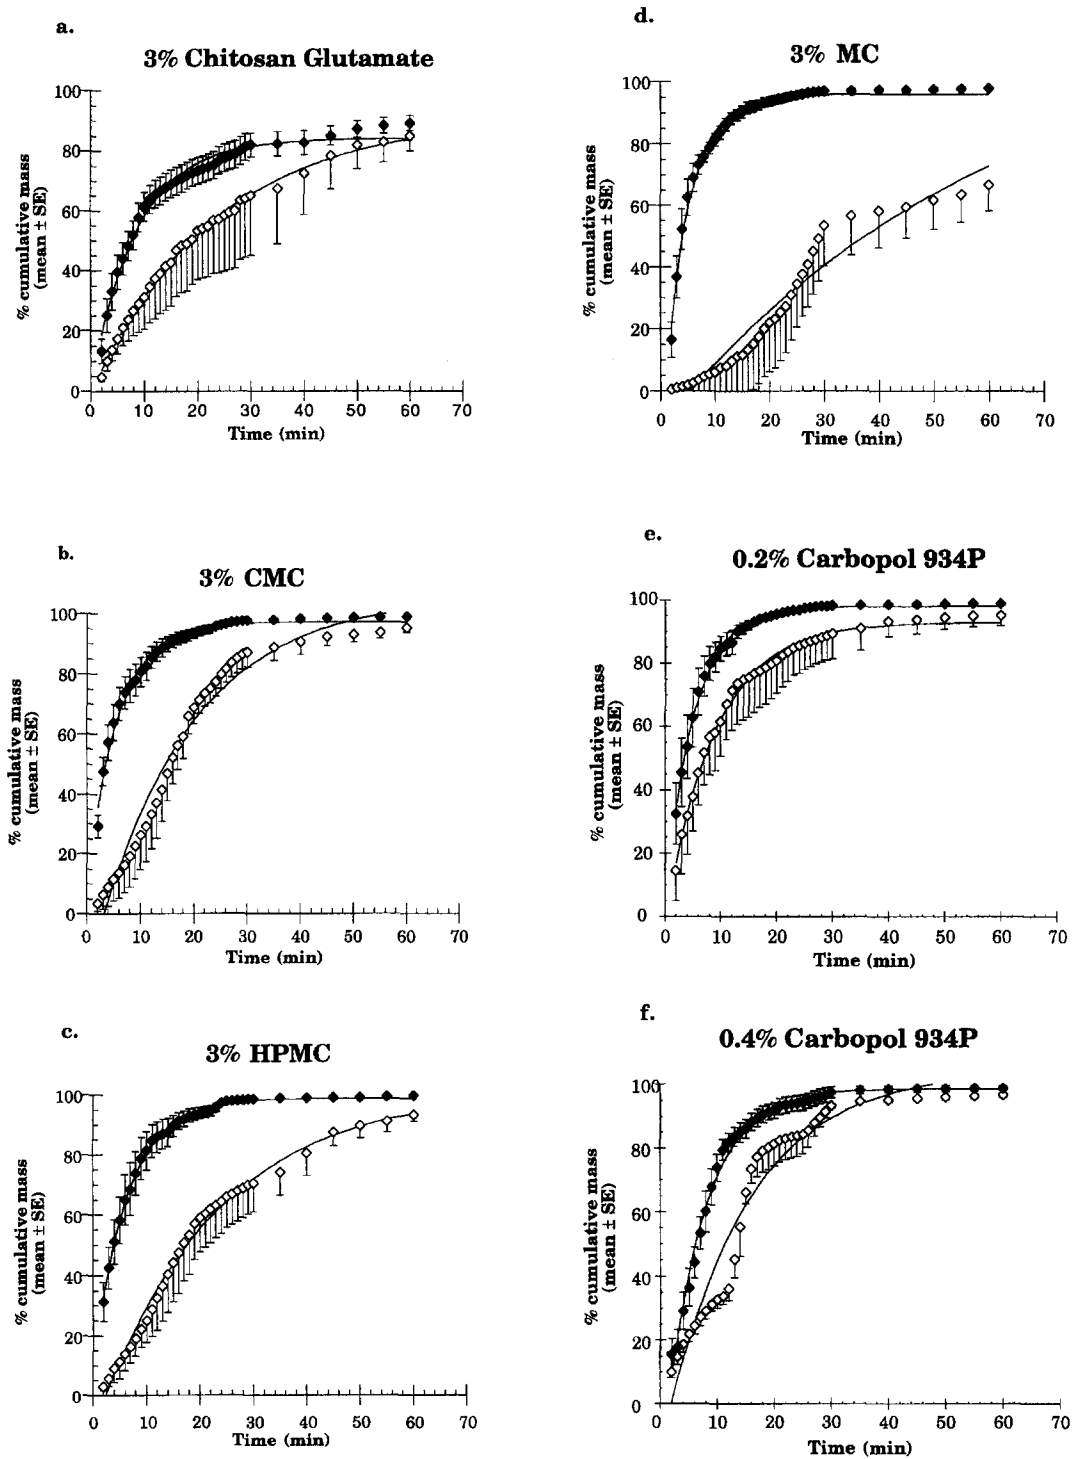 a.
3% Chitosan Glutamate
100
80
60
40
20
0
% cumulative mass
(mean ± SE)
0 10 20 30 40 50 60 70
Time (min)
b.
3% CMC
100
80
60
40
20
0
% cumulative mass
(mean ± SE)
0 10 20 30 40 50 60 70
Time (min)
c.
3% HPMC
100
80
60
40
20
0
% cumulative mass
(mean ± SE)
0 10 20 30 40 50 60 70
Time (min)
d.
3% MC
100
80
60
40
20
0
% cumulative mass
(mean ± SE)
0 10 20 30 40 50 60 70
Time (min)
e.
0.2% Carbopol 934P
100
80
60
40
20
0
% cumulative mass
(mean ± SE)
0 10 20 30 40 50 60 70
Time (min)
f.
0.4% Carbopol 934P
100
80
60
40
20
0
% cumulative mass
(mean ± SE)
0 10 20 30 40 50 60 70
Time (min)